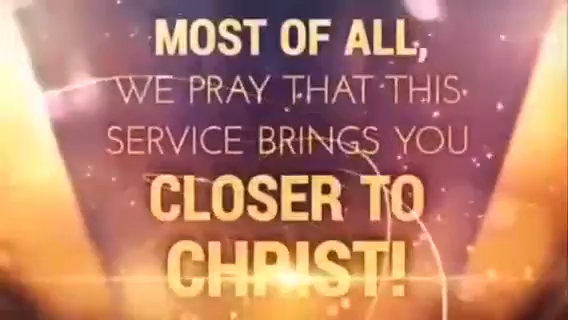 MOST OF ALL,
WE PRAY THAT THIS
SERVICE BRINGS YOU
CLOSER TO
CHRIST!